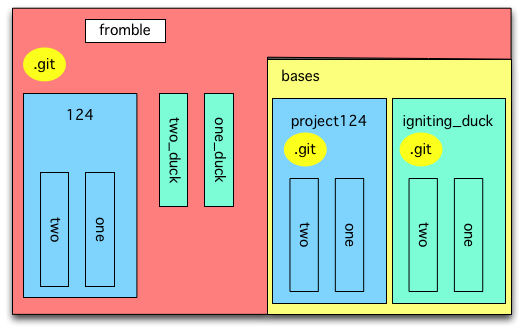 fromble
.git
124
two
one
two_duck
one_duck
bases
project124
.git
two
one
igniting_duck
.git
two
one